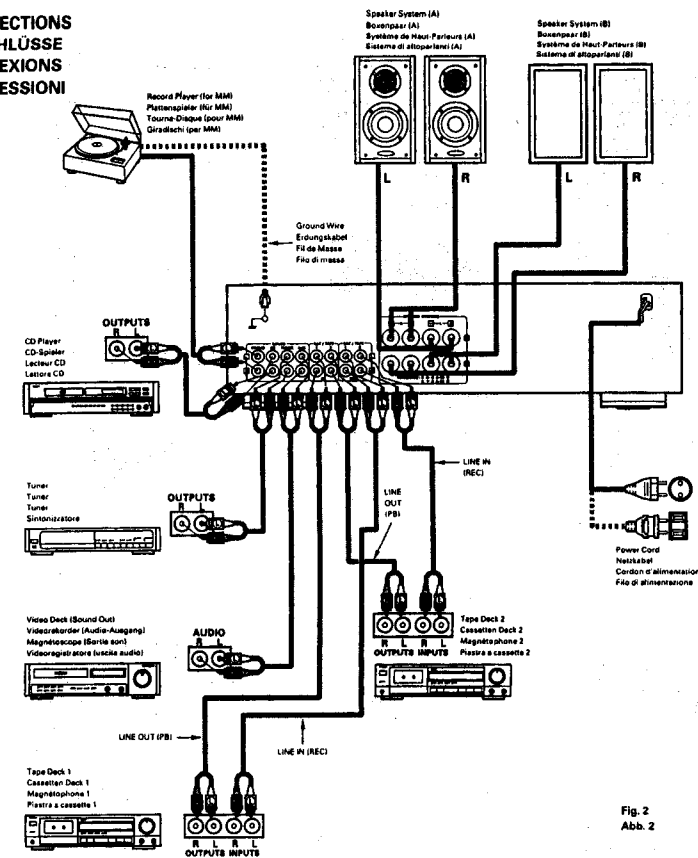 ECTIONS
HLÜSSE
EXIONS
ESSIONI
Speaker System (A)
Boxenpaar (A)
Système de Haut-Parleurs (A)
Sistema di altoparlanti (A)
Speaker System (B)
Boxenpaar (B)
Système de Haut-Parleurs (B)
Sistema di altoparlanti (B)
Record Player (for MM)
Plattenspieler (für MM)
Tourne-Disque (pour MM)
Giradischi (per MM)
L
R
L
R
Ground Wire
Erdungskabel
Fil de Masse
Filo di massa
OUTPUTS
R L
CD Player
CD-Spieler
Lecteur CD
Lettore CD
LINE IN
(REC)
Tuner
Tuner
Tuner
Sintonizzatore
OUTPUTS
R L
LINE
OUT
(PB)
Power Cord
Netzkabel
Cordon d'alimentation
Filo di alimentazione
Video Deck (Sound Out)
Videorekorder (Audio-Ausgang)
Magnétoscope (Sortie son)
Videoregistratore (uscita audio)
AUDIO
R L
R L R L
OUTPUTS INPUTS
Tape Deck 2
Cassetten Deck 2
Magnétophone 2
Piastra a cassette 2
LINE OUT (PB)
LINE IN (REC)
Tape Deck 1
Cassetten Deck 1
Magnétophone 1
Piastra a cassette 1
R L R L
OUTPUTS INPUTS
Fig. 2
Abb. 2